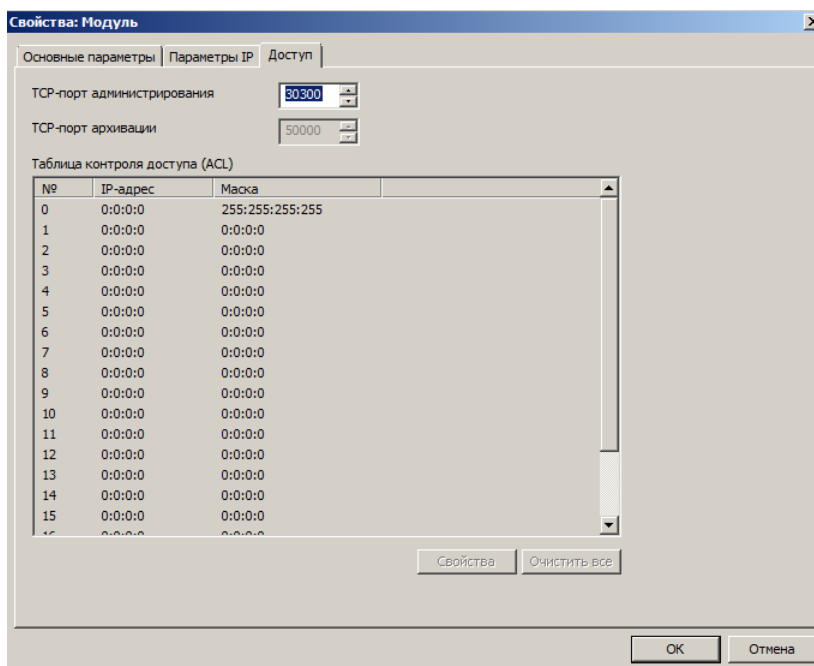 Свойства: Модуль
Основные параметры Параметры IP Доступ
TCP-порт администрирования 30300
TCP-порт архивации 50000
Таблица контроля доступа (ACL)
№ IP-адрес Маска
0 0:0:0:0 255:255:255:255
1 0:0:0:0 0:0:0:0
2 0:0:0:0 0:0:0:0
3 0:0:0:0 0:0:0:0
4 0:0:0:0 0:0:0:0
5 0:0:0:0 0:0:0:0
6 0:0:0:0 0:0:0:0
7 0:0:0:0 0:0:0:0
8 0:0:0:0 0:0:0:0
9 0:0:0:0 0:0:0:0
10 0:0:0:0 0:0:0:0
11 0:0:0:0 0:0:0:0
12 0:0:0:0 0:0:0:0
13 0:0:0:0 0:0:0:0
14 0:0:0:0 0:0:0:0
15 0:0:0:0 0:0:0:0
16 0:0:0:0 0:0:0:0
Свойства Очистить все
OK Отмена